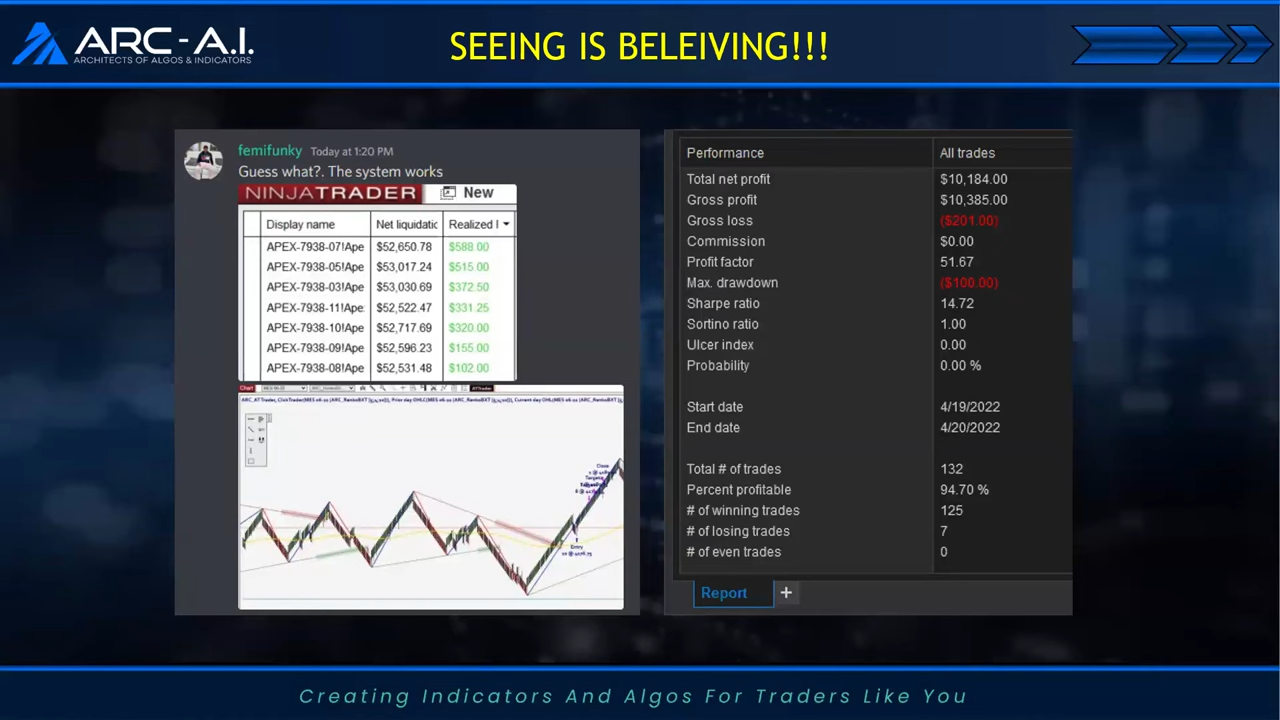 ARC-A.I.
ARCHITECTS OF ALGOS & INDICATORS
SEEING IS BELEIVING!!!
femifunky Today at 1:20 PM
Guess what?. The system works
NINJATRADER New
Display name Net liquidatic Realized
APEX-7938-07!Ape $52,650.78 $588.00
APEX-7938-05!Ape $53,017.24 $515.00
APEX-7938-03!Ape $53,030.69 $372.50
APEX-7938-11!Ape $52,522.47 $331.25
APEX-7938-10!Ape $52,717.69 $320.00
APEX-7938-09!Ape $52,596.23 $155.00
APEX-7938-08!Ape $52,531.48 $102.00
Chart
Close
Entry
Performance All trades
Total net profit $10,184.00
Gross profit $10,385.00
Gross loss ($201.00)
Commission $0.00
Profit factor 51.67
Max. drawdown ($100.00)
Sharpe ratio 14.72
Sortino ratio 1.00
Ulcer index 0.00
Probability 0.00 %
Start date 4/19/2022
End date 4/20/2022
Total # of trades 132
Percent profitable 94.70 %
# of winning trades 125
# of losing trades 7
# of even trades 0
Report +
Creating Indicators And Algos For Traders Like You